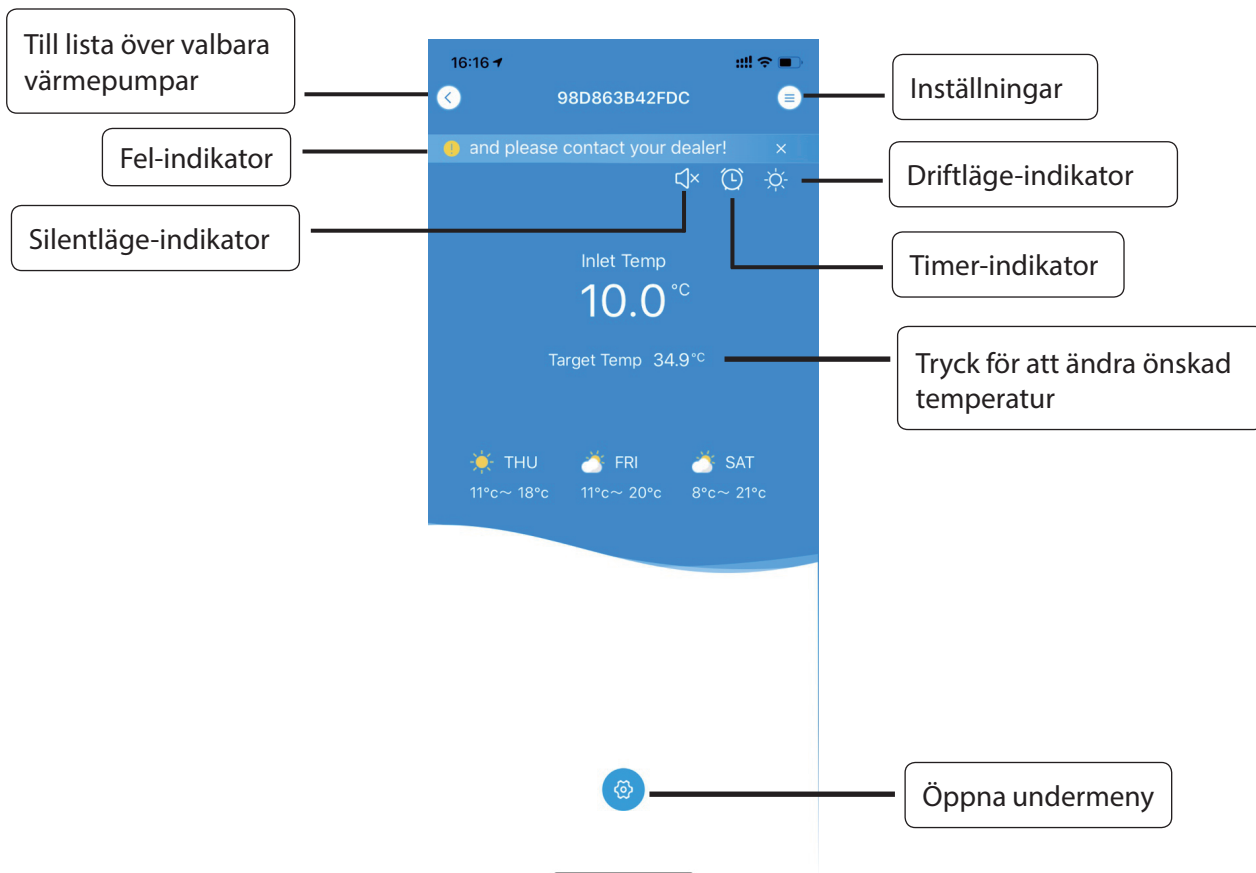 Till lista över valbara
värmepumpar
16:16
98D863B42FDC
Inställningar
Fel-indikator
and please contact your dealer!
Driftläge-indikator
Silentläge-indikator
Timer-indikator
Inlet Temp
10.0 °C
Target Temp 34.9°C
Tryck för att ändra önskad
temperatur
THU FRI SAT
11°c~ 18°c 11°c~ 20°c 8°c~ 21°c
Öppna undermeny